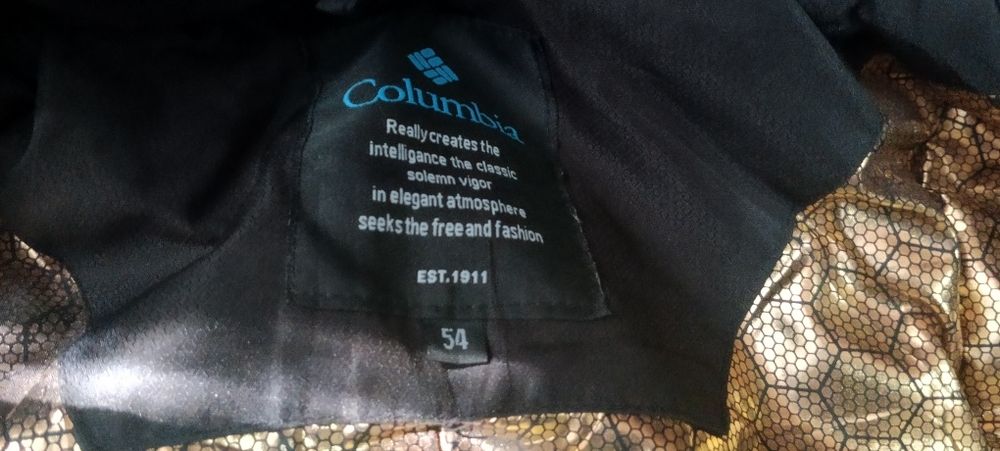 Columbia
Really creates the
intelligance the classic
solemn vigor
in elegant atmosphere
seeks the free and fashion
EST.1911
54